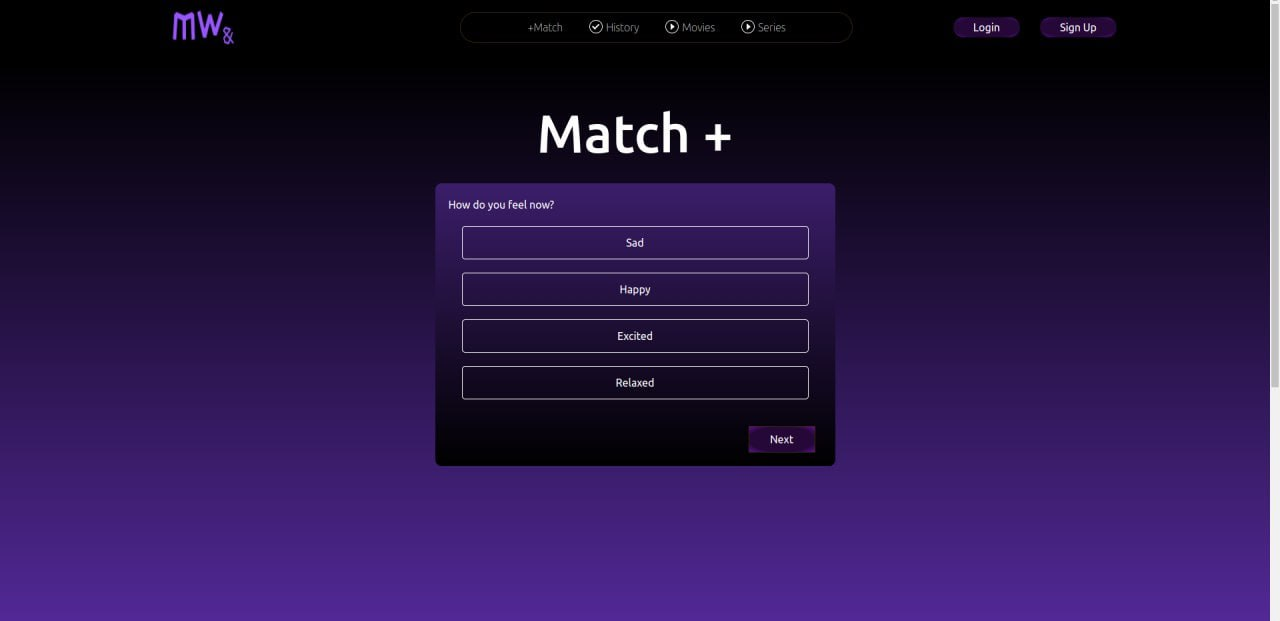 MW&
+Match History Movies Series
Login Sign Up
Match +
How do you feel now?
Sad
Happy
Excited
Relaxed
Next